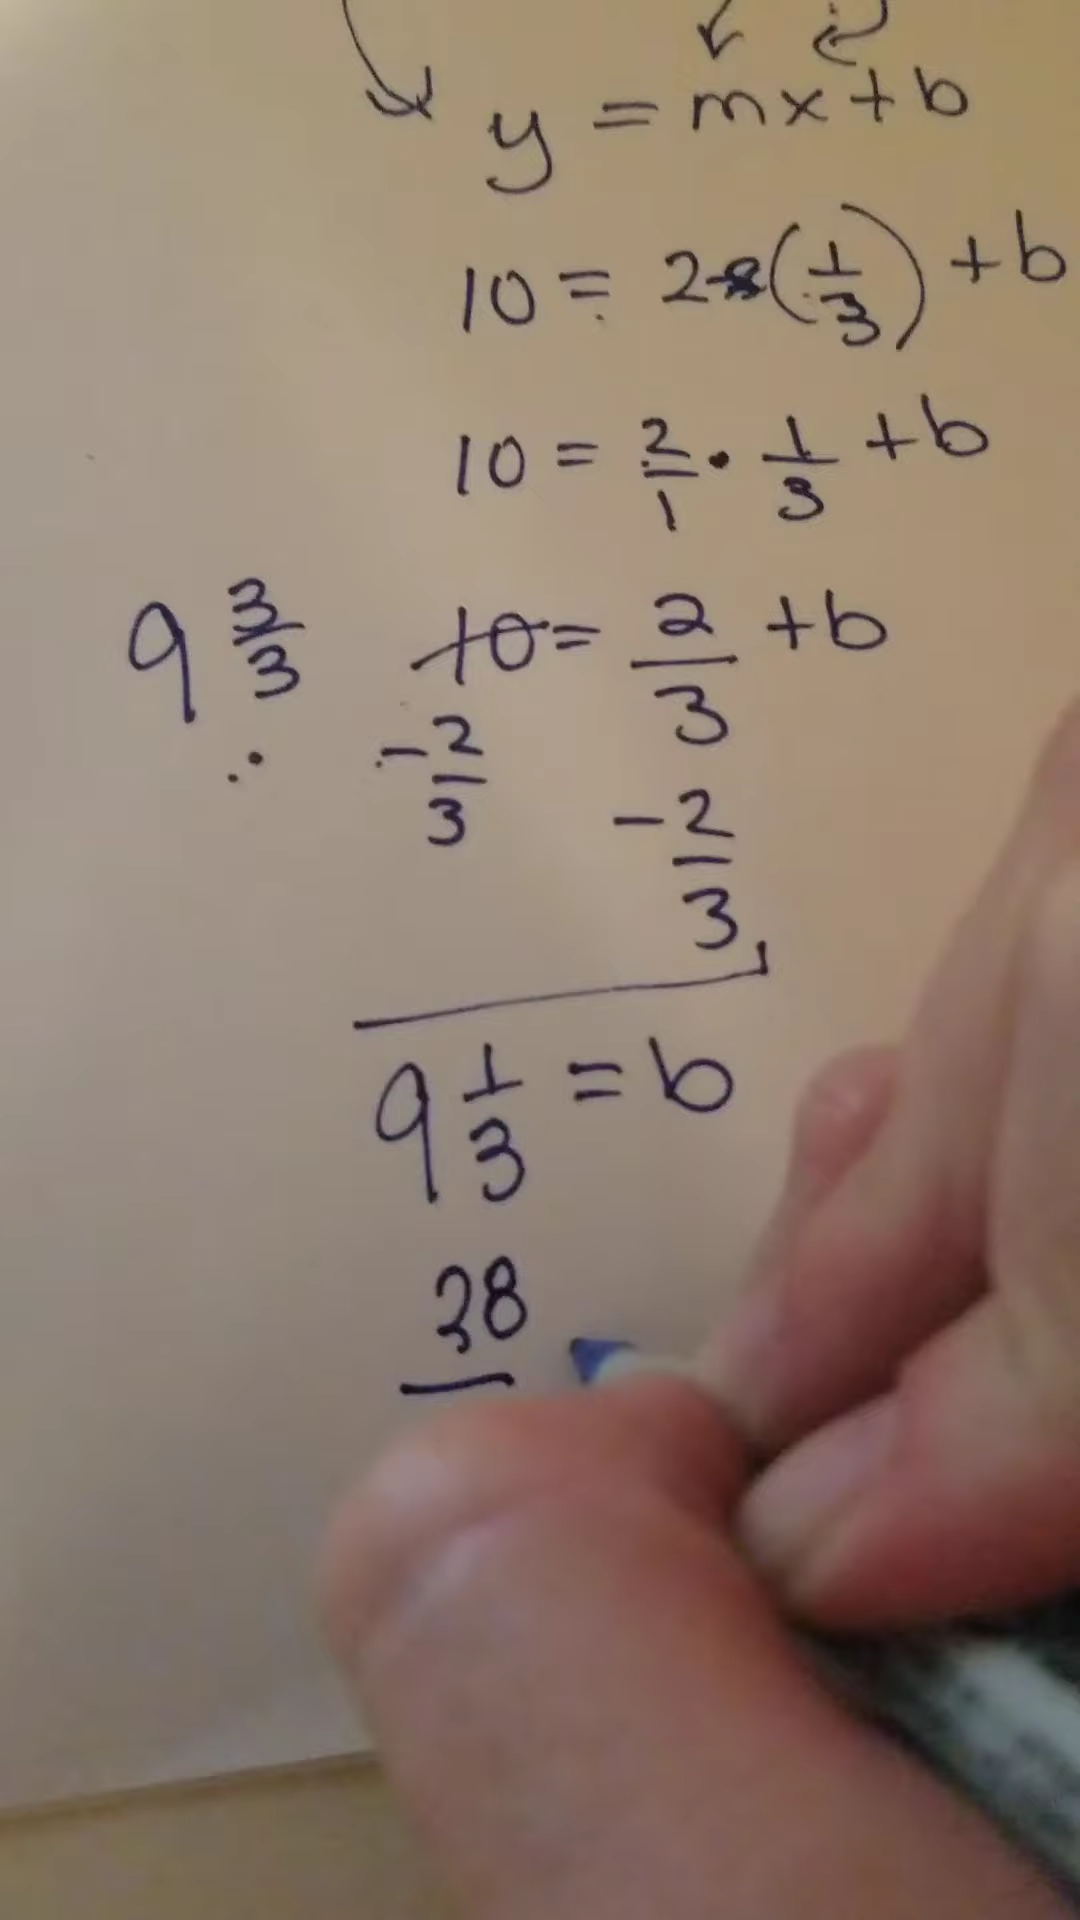 y = mx + b
10 = 2 (1/3) + b
10 = 2/1 · 1/3 + b
9 3/3 10 = 2/3 + b
- 2/3 - 2/3
9 1/3 = b
28